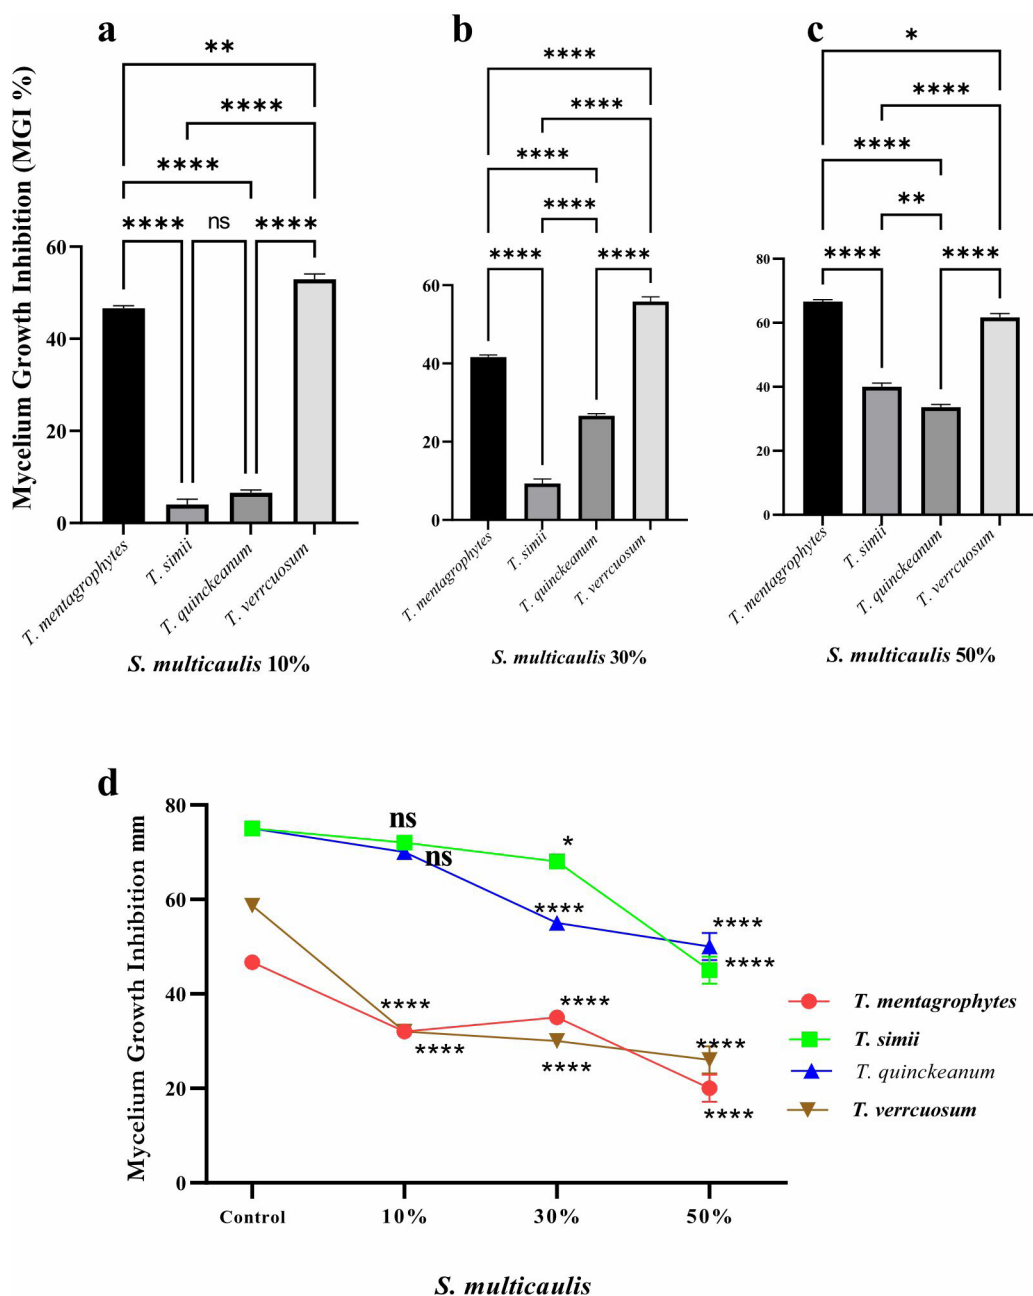 a
**
****
****
**** ns ****
Mycelium Growth Inhibition (MGI %)
60
40
20
0
T. mentagrophytes
T. simii
T. quinckeanum
T. verrcuosum
S. multicaulis 10%
b
****
****
****
****
**** ****
60
40
20
0
T. mentagrophytes
T. simii
T. quinckeanum
T. verrcuosum
S. multicaulis 30%
c
*
****
****
**
**** ****
80
60
40
20
0
T. mentagrophytes
T. simii
T. quinckeanum
T. verrcuosum
S. multicaulis 50%
d
Mycelium Growth Inhibition mm
80
60
40
20
0
ns
ns
*
****
****
****
****
****
****
****
****
****
Control 10% 30% 50%
S. multicaulis
T. mentagrophytes
T. simii
T. quinckeanum
T. verrcuosum